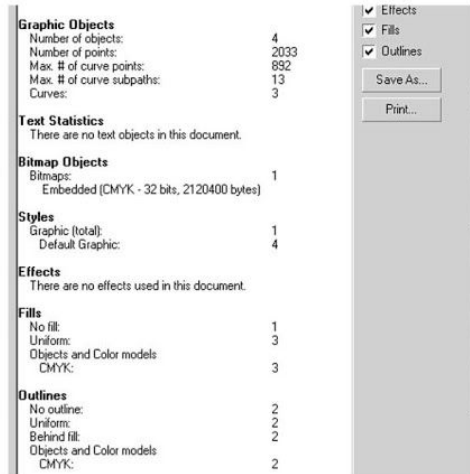 Graphic Objects
Number of objects: 4
Number of points: 2033
Max. # of curve points: 892
Max. # of curve subpaths: 13
Curves: 3
Text Statistics
There are no text objects in this document.
Bitmap Objects
Bitmaps: 1
Embedded (CMYK - 32 bits, 2120400 bytes)
Styles
Graphic (total): 1
Default Graphic: 4
Effects
There are no effects used in this document.
Fills
No fill: 1
Uniform: 3
Objects and Color models
CMYK: 3
Outlines
No outline: 2
Uniform: 2
Behind fill: 2
Objects and Color models
CMYK: 2
Effects
Fills
Outlines
Save As...
Print...